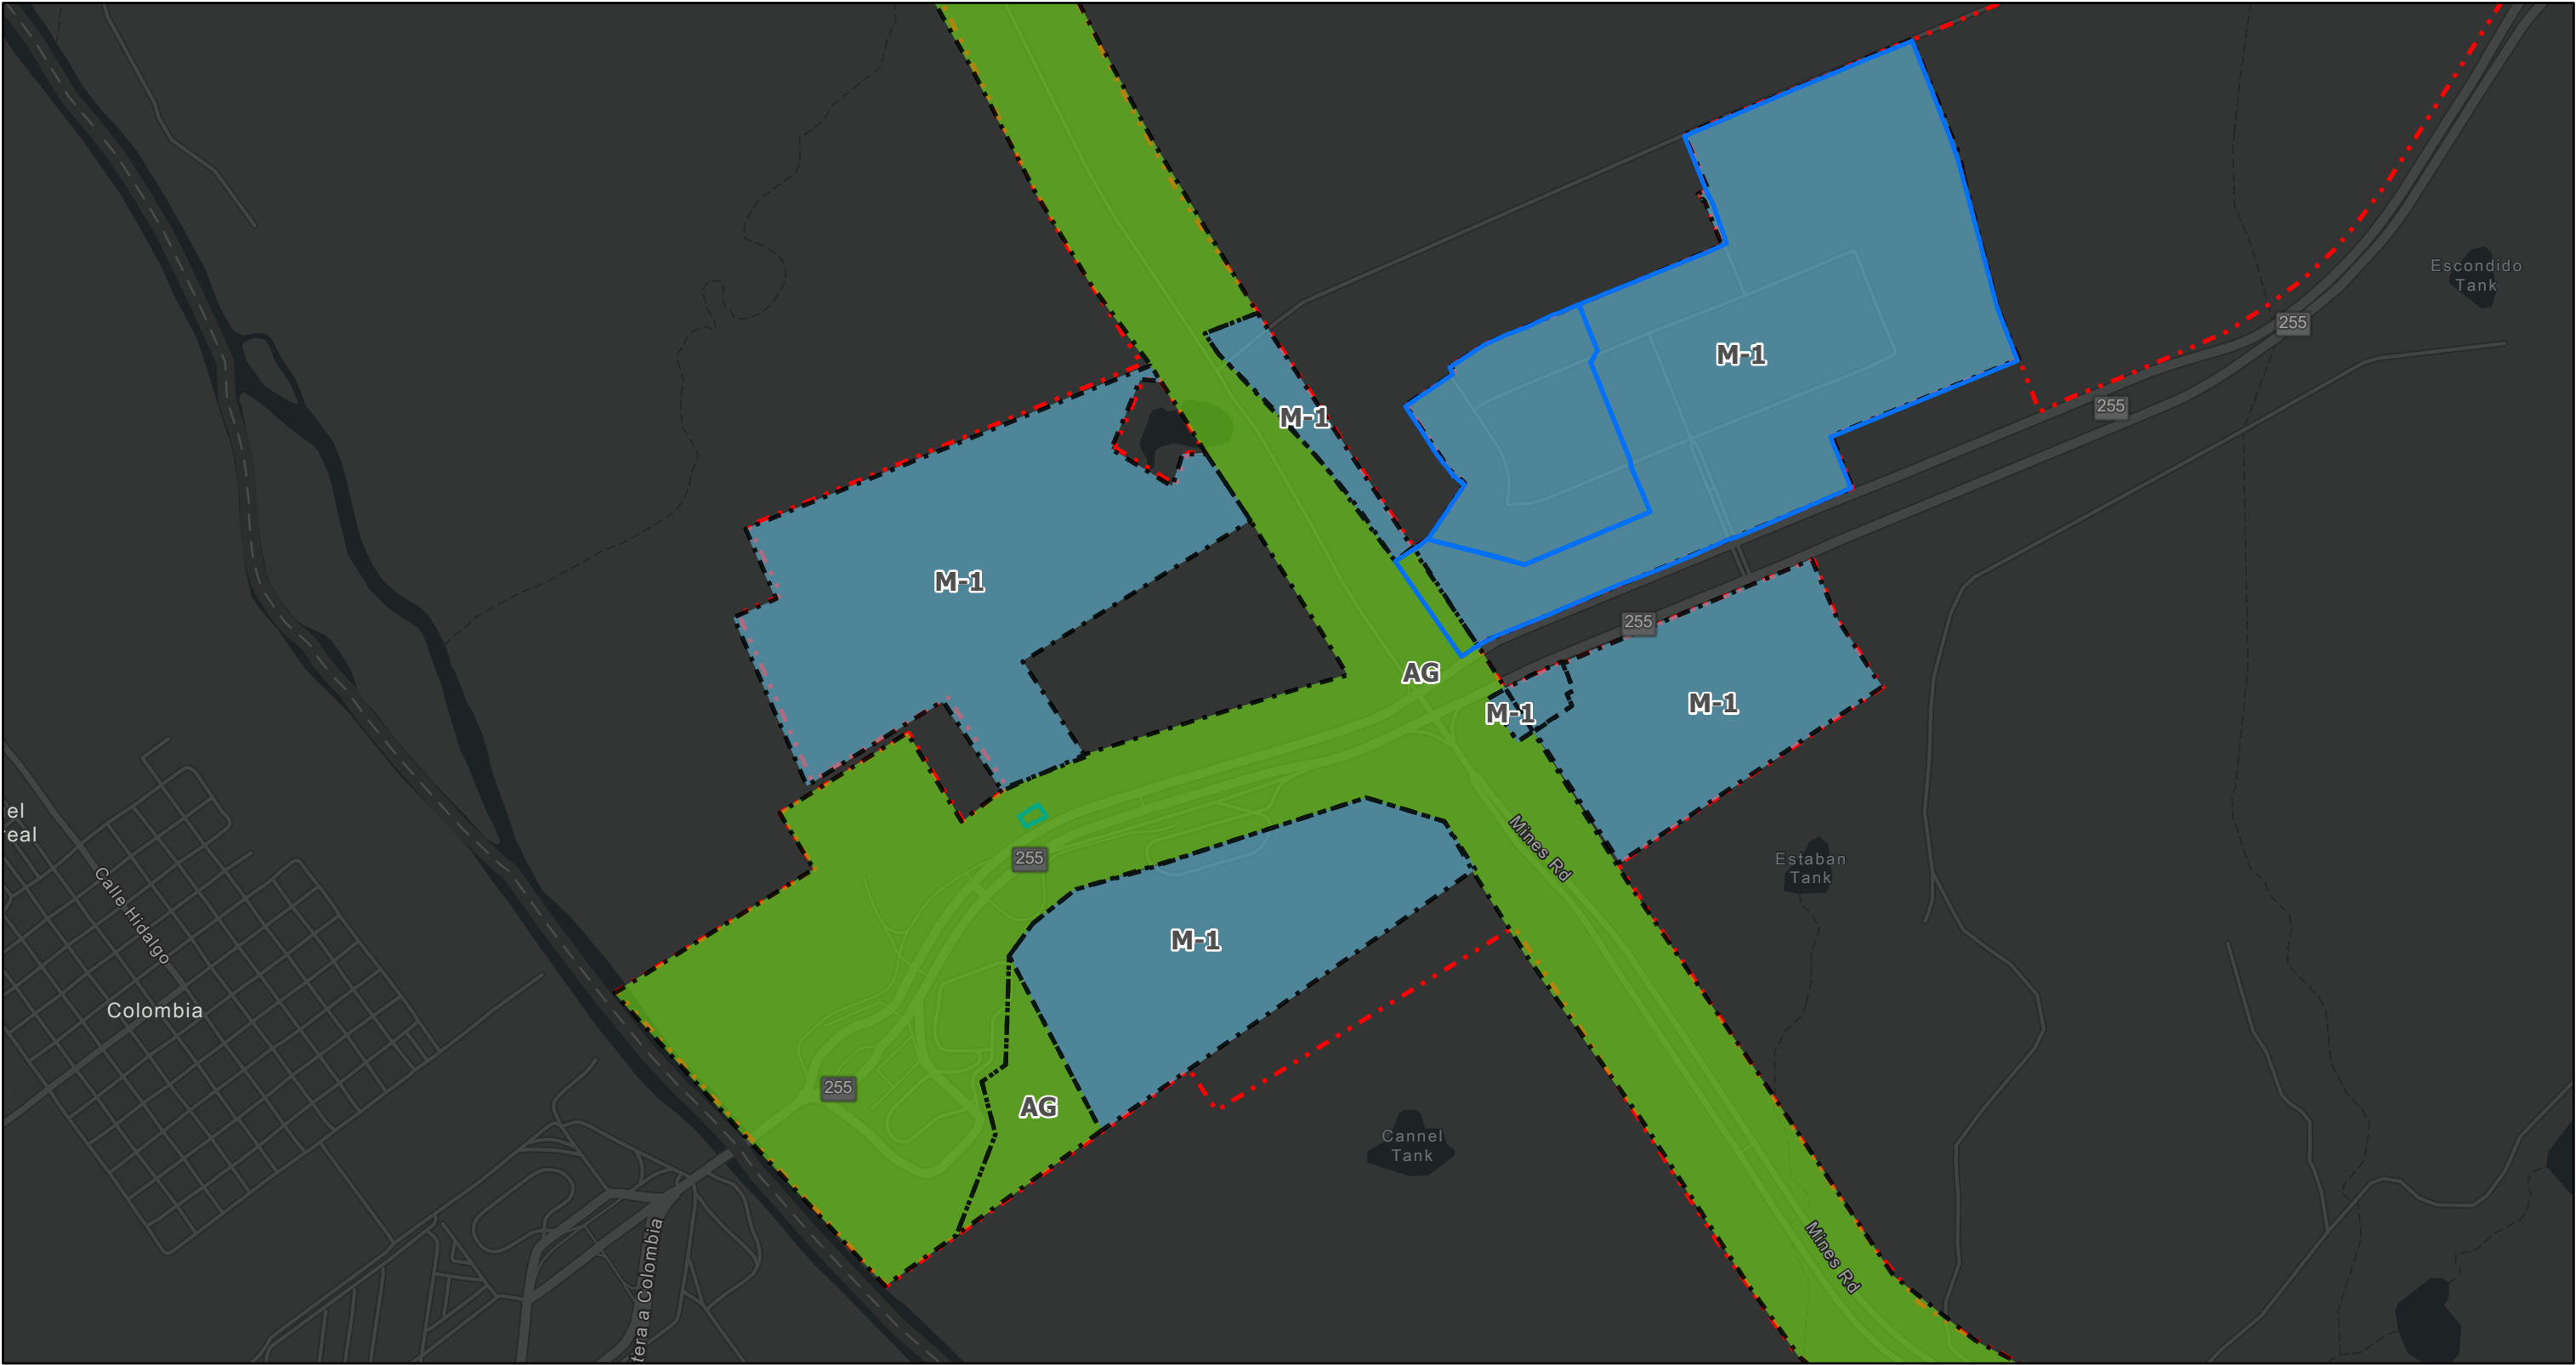 Escondido
Tank
255
M-1
255
M-1
M-1
255
AG
M-1
M-1
el
eal
Mines Rd
255
Estaban
Tank
Calle Hidalgo
M-1
Colombia
255
AG
Cannel
Tank
Mines Rd
tera a Colombia